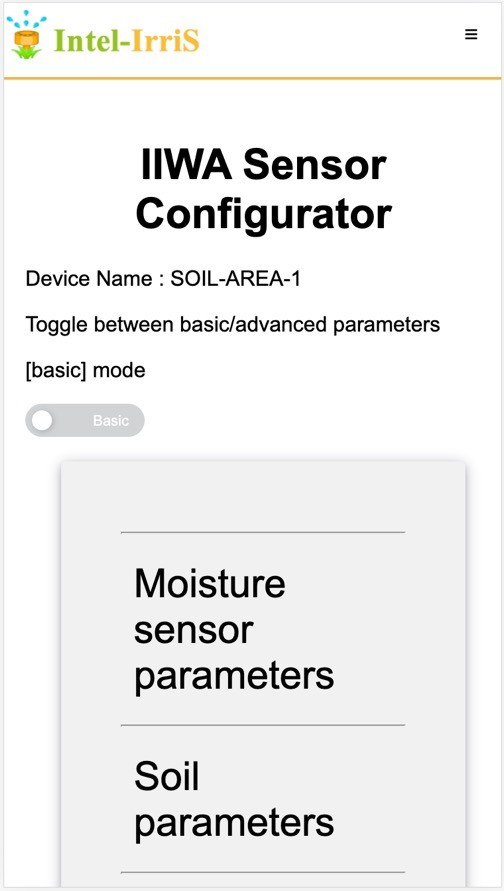 Intel-IrriS
IIWA Sensor
Configurator
Device Name : SOIL-AREA-1
Toggle between basic/advanced parameters
[basic] mode
Basic
Moisture
sensor
parameters
Soil
parameters